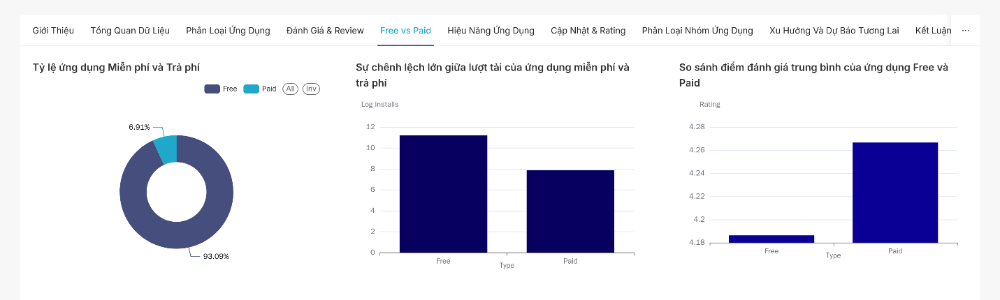 Giới Thiệu Tổng Quan Dữ Liệu Phân Loại Ứng Dụng Đánh Giá & Review Free vs Paid Hiệu Năng Ứng Dụng Cập Nhật & Rating Phân Loại Nhóm Ứng Dụng Xu Hướng Và Dự Báo Tương Lai Kết Luận ···
Tỷ lệ ứng dụng Miễn phí và Trả phí
Free Paid All Inv
6.91%
93.09%
Sự chênh lệch lớn giữa lượt tải của ứng dụng miễn phí và
trả phí
Log Installs
12
10
8
6
4
2
0
Free Paid
Type
So sánh điểm đánh giá trung bình của ứng dụng Free và
Paid
Rating
4.28
4.26
4.24
4.22
4.2
4.18
Free Paid
Type